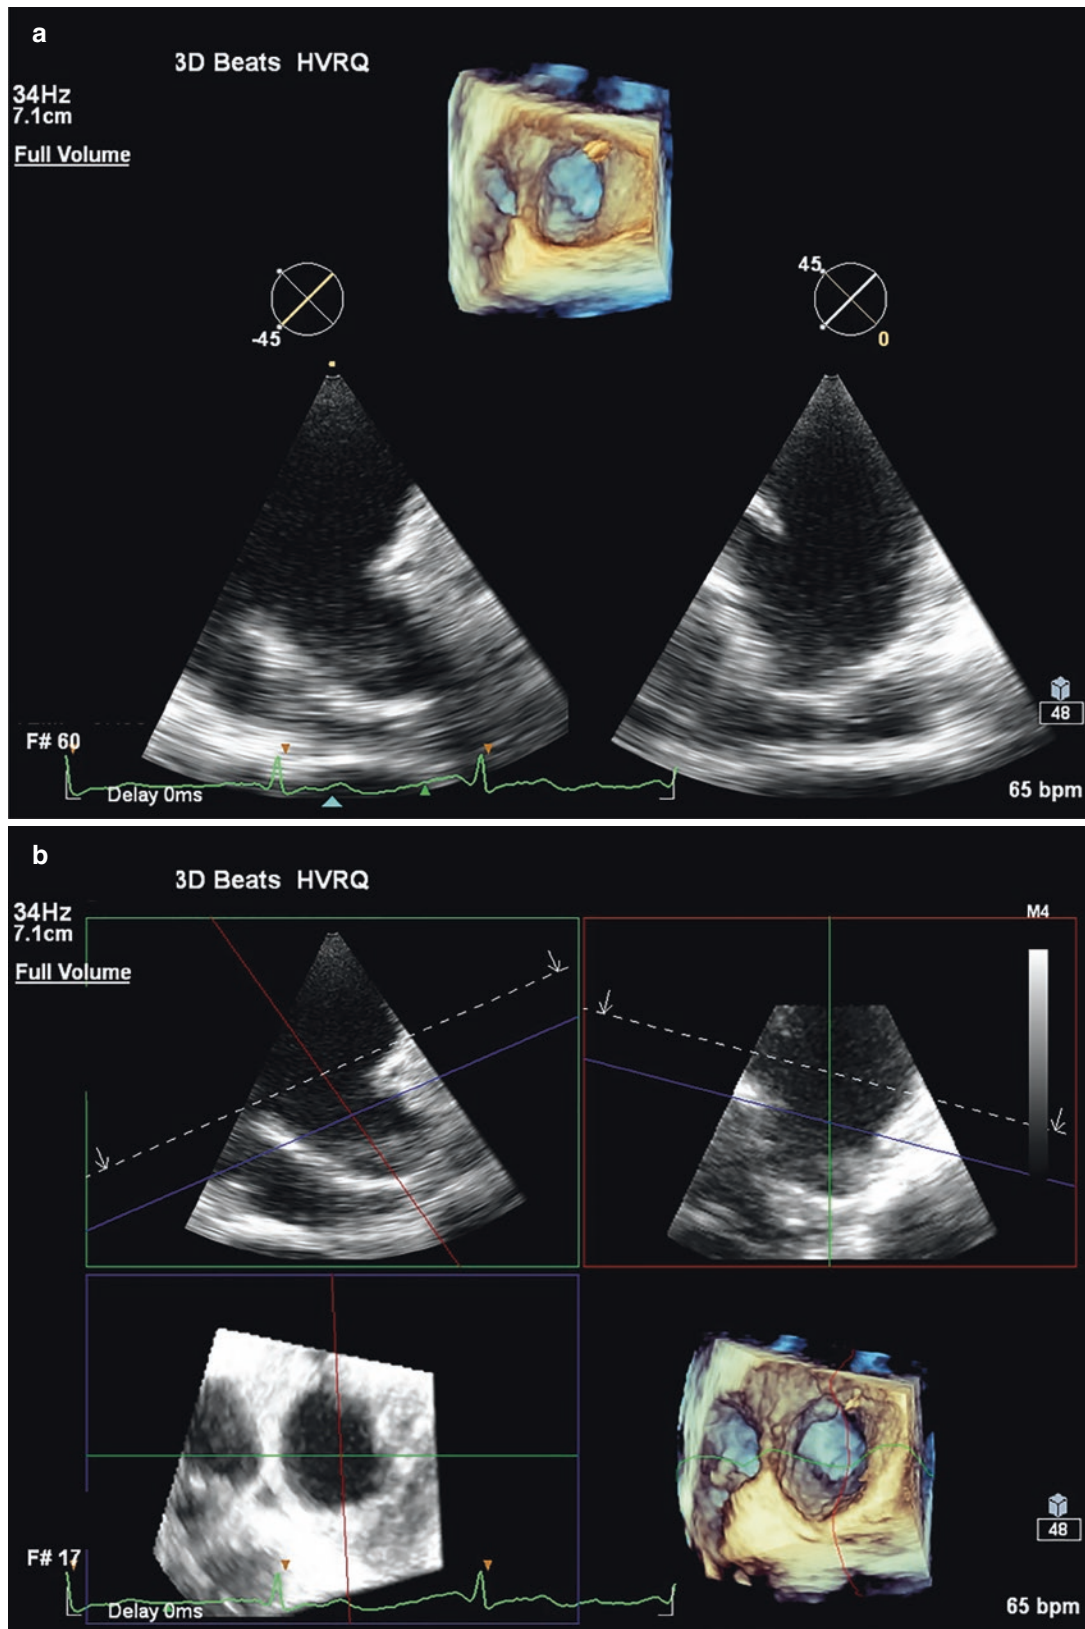 a
3D Beats HVRQ
34Hz
7.1cm
Full Volume
-45
45
0
48
F# 60
Delay 0ms
65 bpm
b
3D Beats HVRQ
34Hz
7.1cm
Full Volume
M4
48
F# 17
Delay 0ms
65 bpm